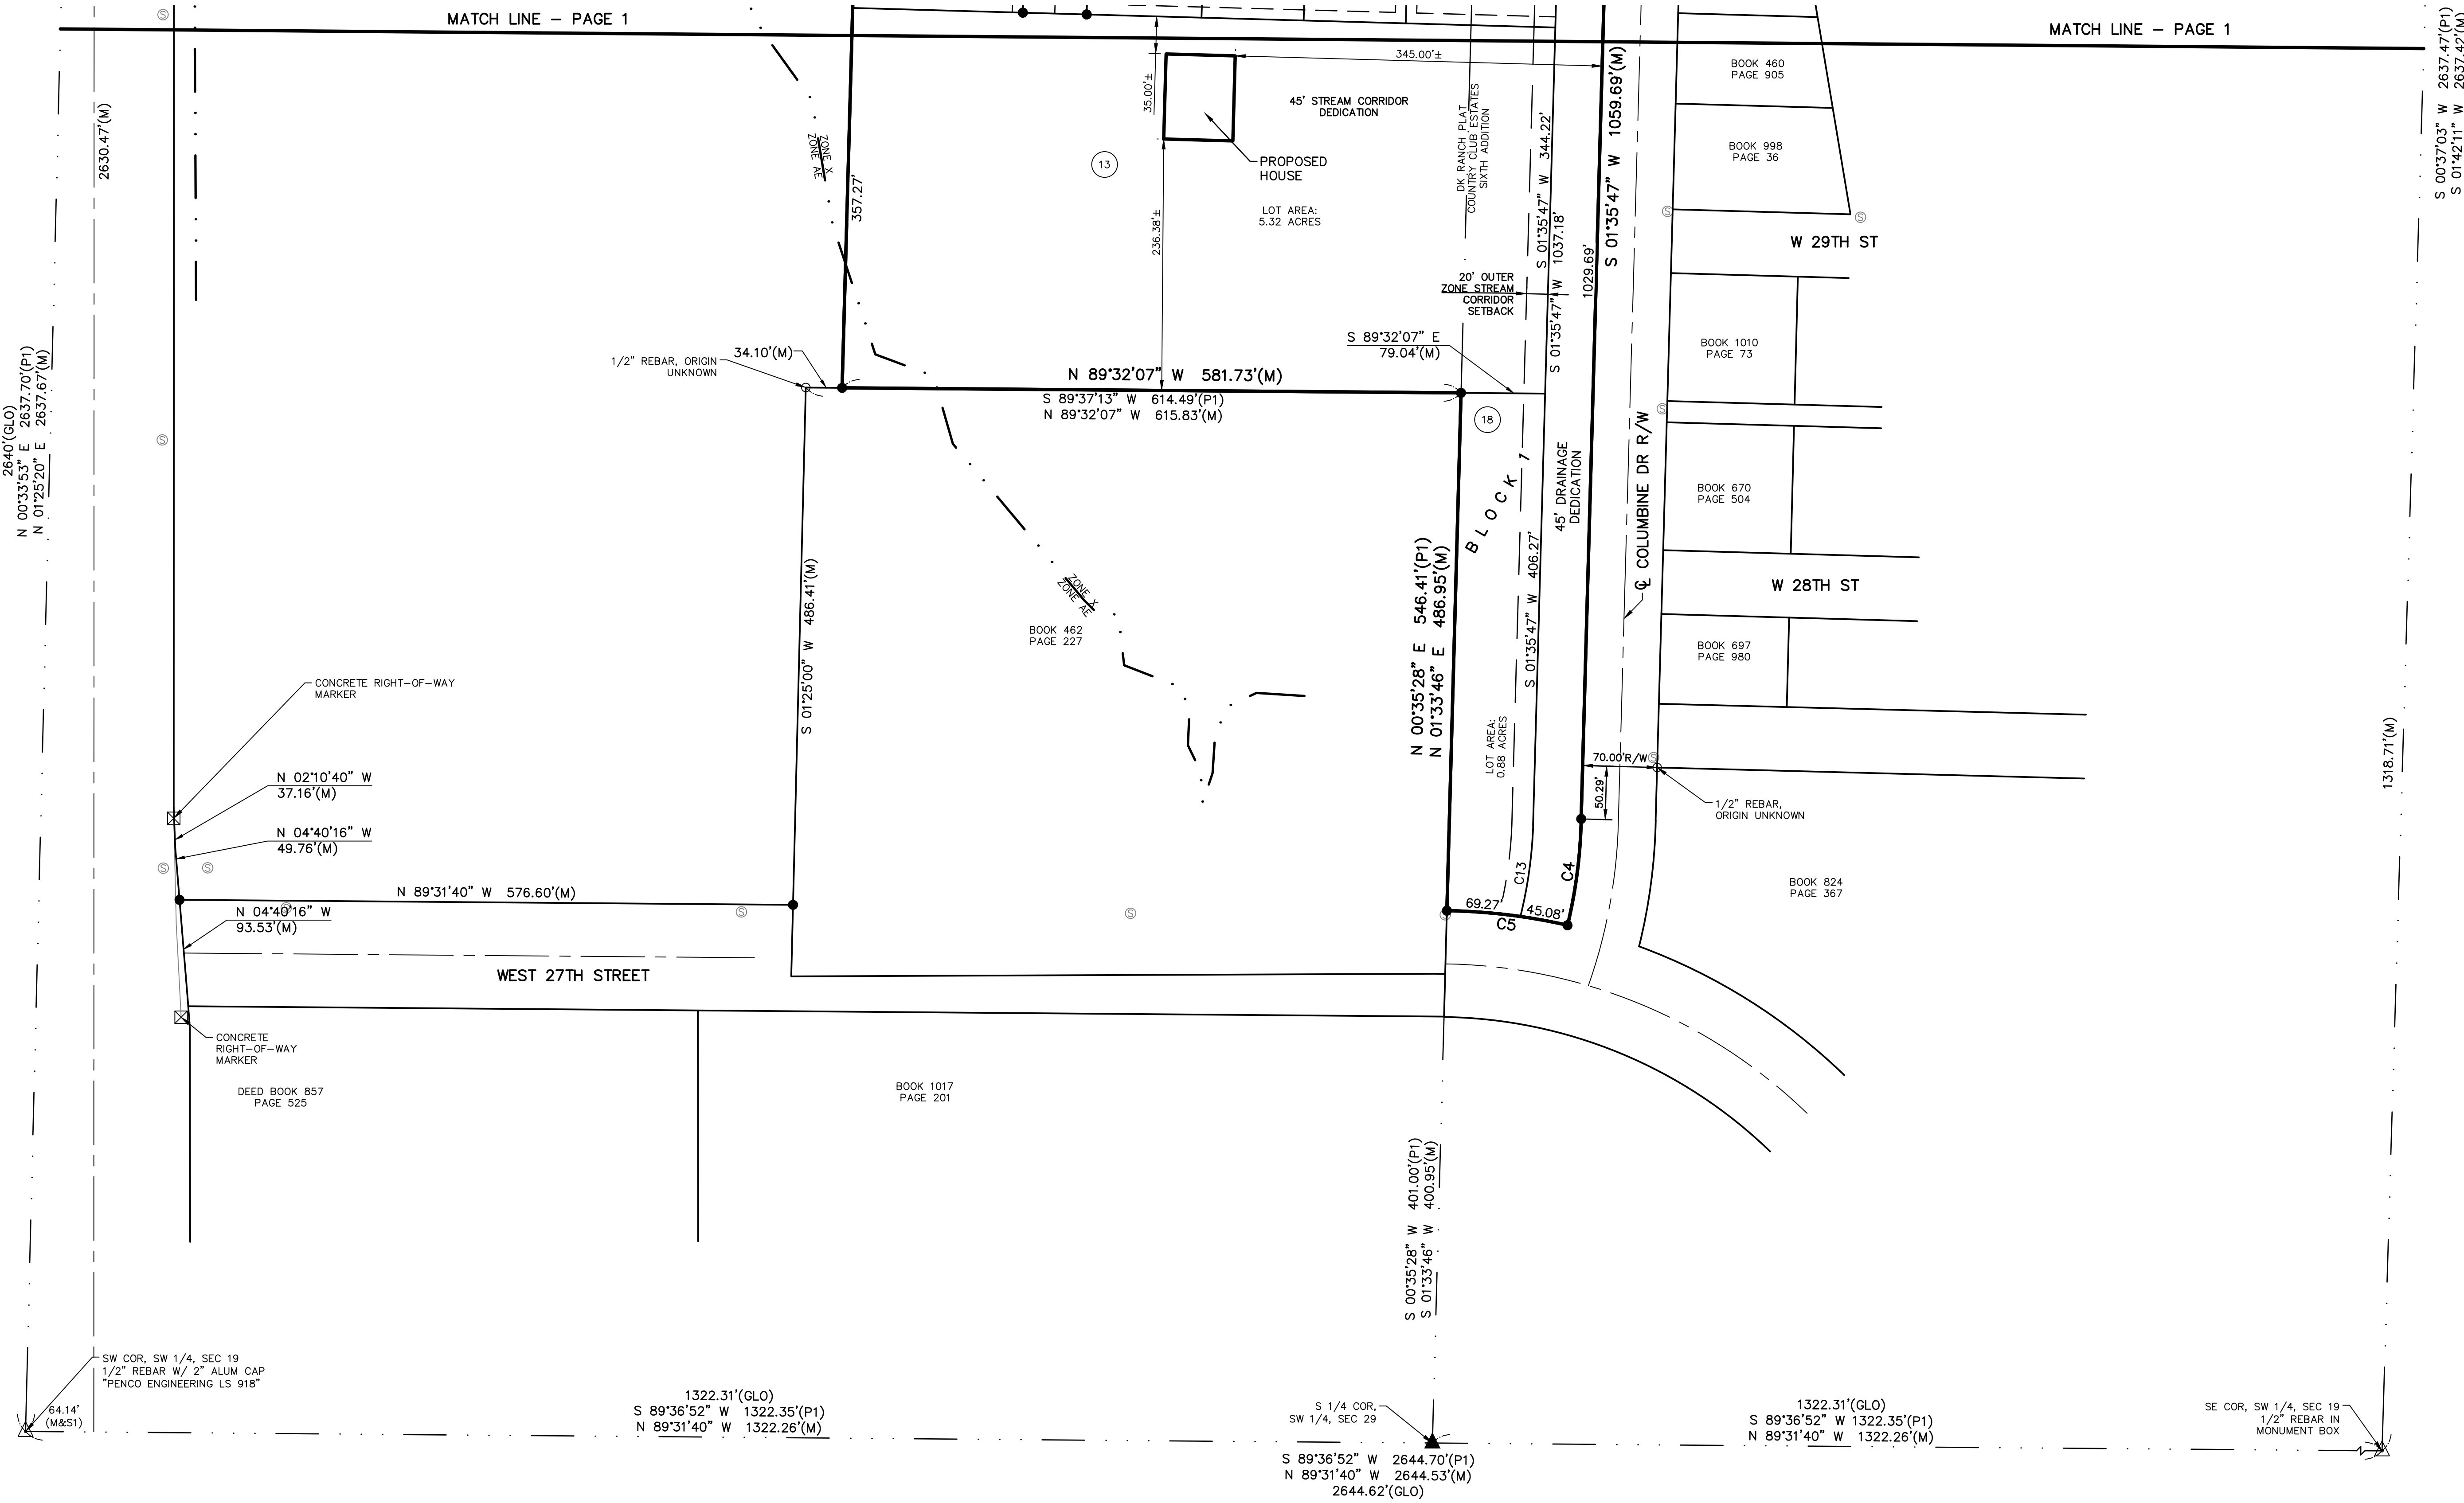 MATCH LINE – PAGE 1
MATCH LINE – PAGE 1
2630.47'(M)
2640'(GLO)
N 00°33'53" E 2637.70'(P1)
N 01°25'20" E 2637.67'(M)
S 00°37'03" W 2637.47'(P1)
S 01°42'11" W 2637.42'(M)
357.27'
ZONE X
ZONE AE
35.00'±
345.00'±
236.38'±
13
45' STREAM CORRIDOR
DEDICATION
PROPOSED
HOUSE
LOT AREA:
5.32 ACRES
DK RANCH PLAT
COUNTRY CLUB ESTATES
SIXTH ADDITION
S 01°35'47" W 344.22'
S 01°35'47" W 1037.18'
1029.69'
S 01°35'47" W 1059.69'(M)
20' OUTER
ZONE STREAM
CORRIDOR
SETBACK
BOOK 460
PAGE 905
BOOK 998
PAGE 36
W 29TH ST
BOOK 1010
PAGE 73
BOOK 670
PAGE 504
W 28TH ST
BOOK 697
PAGE 980
BOOK 824
PAGE 367
1/2" REBAR, ORIGIN
UNKNOWN
34.10'(M)
S 89°32'07" E
79.04'(M)
N 89°32'07" W 581.73'(M)
S 89°37'13" W 614.49'(P1)
N 89°32'07" W 615.83'(M)
18
BLOCK 1
45' DRAINAGE
DEDICATION
℄ COLUMBINE DR R/W
S 01°25'00" W 486.41'(M)
ZONE X
ZONE AE
BOOK 462
PAGE 227
N 00°35'28" E 546.41'(P1)
N 01°33'46" E 486.95'(M)
S 01°35'47" W 406.27'
LOT AREA:
0.88 ACRES
70.00'R/W
50.29'
1/2" REBAR,
ORIGIN UNKNOWN
1318.71'(M)
CONCRETE RIGHT–OF–WAY
MARKER
N 02°10'40" W
37.16'(M)
N 04°40'16" W
49.76'(M)
N 89°31'40" W 576.60'(M)
N 04°40'16" W
93.53'(M)
C13
C4
69.27'
45.08'
C5
WEST 27TH STREET
CONCRETE
RIGHT–OF–WAY
MARKER
DEED BOOK 857
PAGE 525
BOOK 1017
PAGE 201
S 00°35'28" W 401.00'(P1)
S 01°33'46" W 400.95'(M)
SW COR, SW 1/4, SEC 19
1/2" REBAR W/ 2" ALUM CAP
"PENCO ENGINEERING LS 918"
64.14'
(M&S1)
1322.31'(GLO)
S 89°36'52" W 1322.35'(P1)
N 89°31'40" W 1322.26'(M)
S 1/4 COR,
SW 1/4, SEC 29
S 89°36'52" W 2644.70'(P1)
N 89°31'40" W 2644.53'(M)
2644.62'(GLO)
1322.31'(GLO)
S 89°36'52" W 1322.35'(P1)
N 89°31'40" W 1322.26'(M)
SE COR, SW 1/4, SEC 19
1/2" REBAR IN
MONUMENT BOX